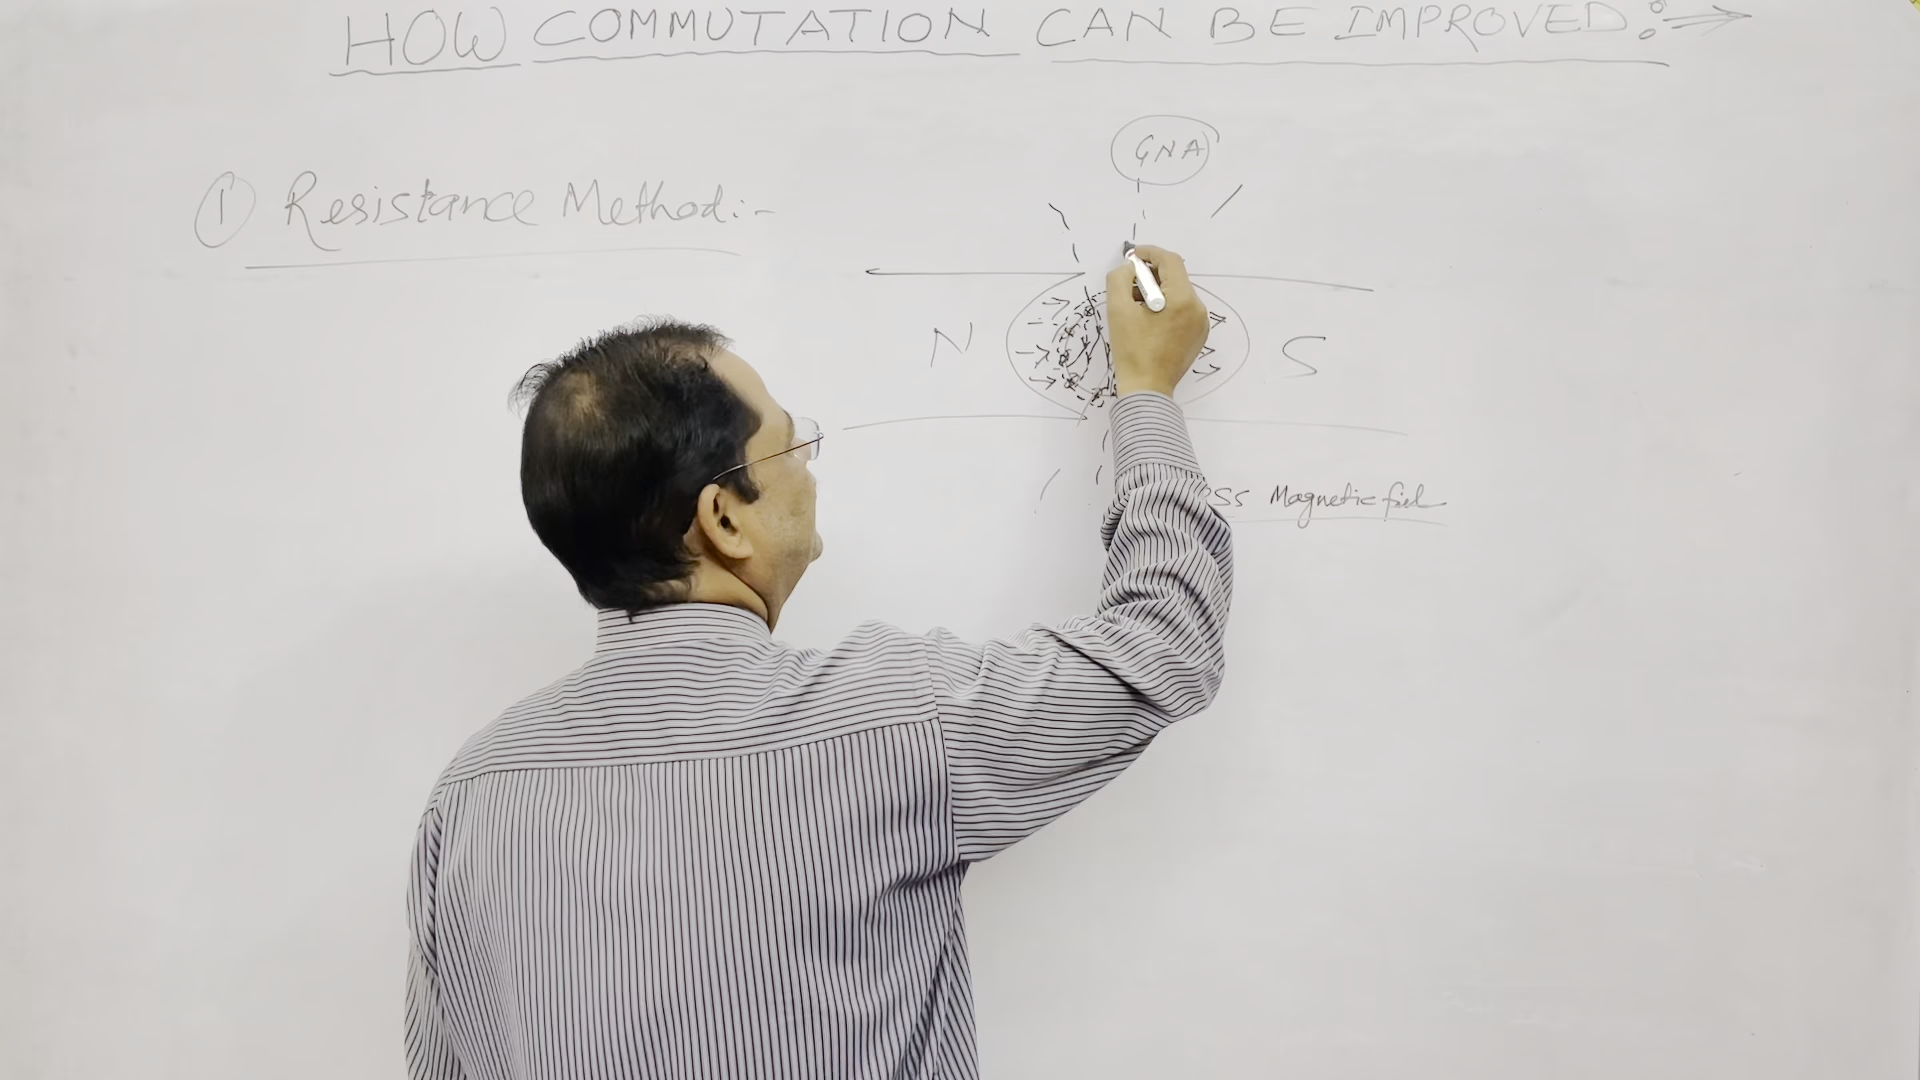 HOW COMMUTATION CAN BE IMPROVED:→
GNA
① Resistance Method:-
N
S
Magnetic fiel